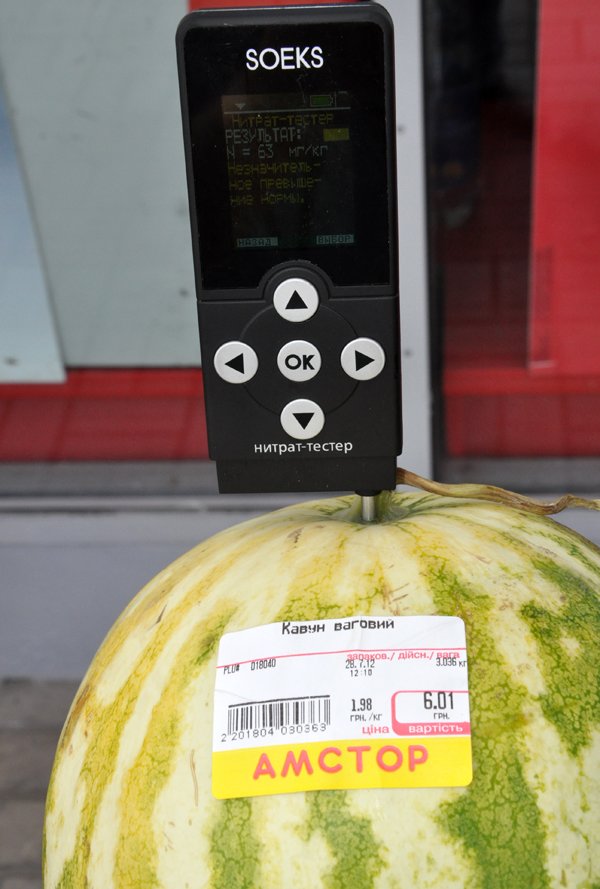 SOEKS
Нитрат-тестер
РЕЗУЛЬТАТ:
N = 63 мг/кг
Незначитель-
ное превыше-
ние нормы.
НАЗАД ВЫБОР
OK
нитрат-тестер
Кавун ваговий
запаков./ дійсн./ вага
PLU# 018040 28.7.12 3.036 кг
12:10
1.98 6.01
ГРН./КГ ГРН.
ціна вартість
2 201804 030363
АМСТОР